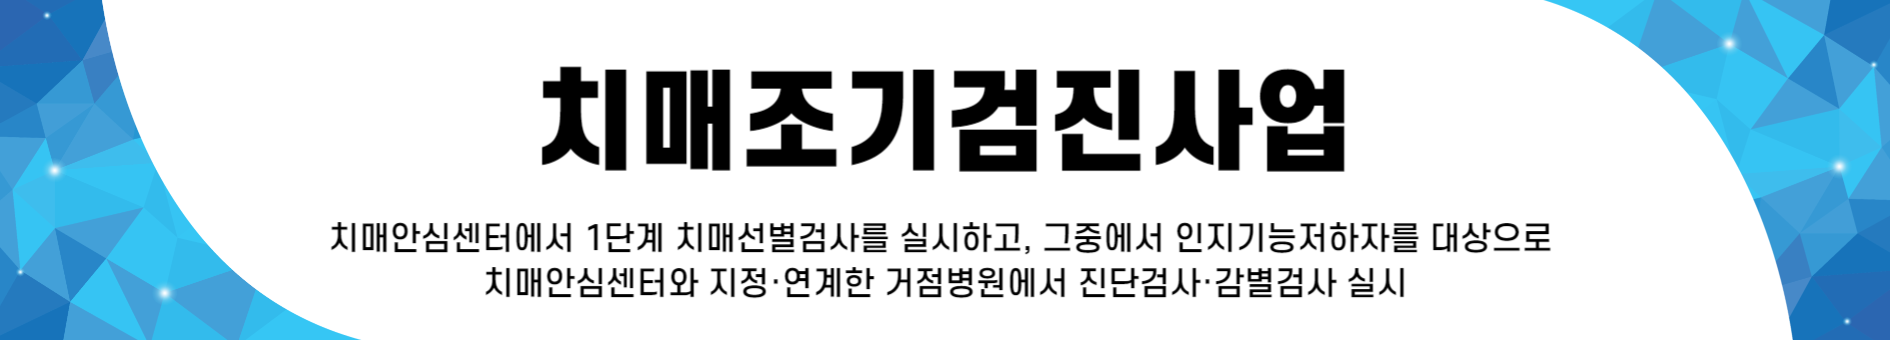 치매조기검진사업
치매안심센터에서 1단계 치매선별검사를 실시하고, 그중에서 인지기능저하자를 대상으로
치매안심센터와 지정·연계한 거점병원에서 진단검사·감별검사 실시